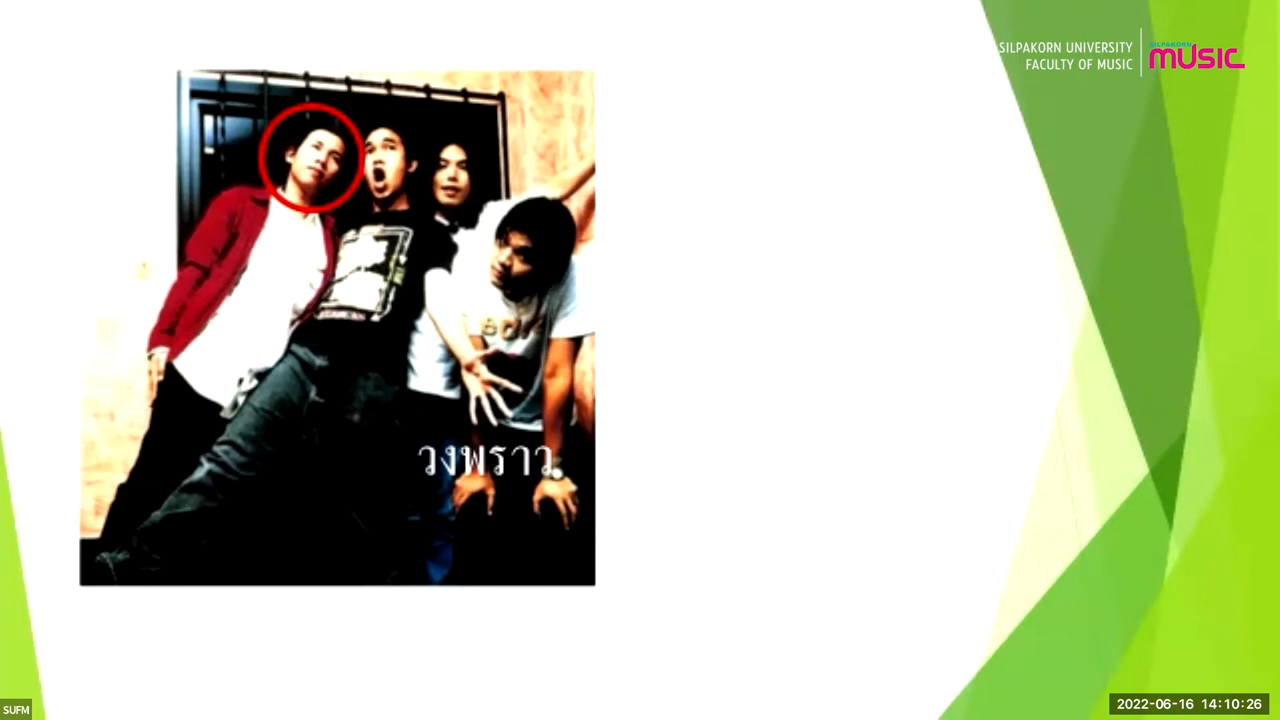 SILPAKORN UNIVERSITY
FACULTY OF MUSIC
SILPAKORN
music
วงพราว
SUFM
2022-06-16 14:10:26